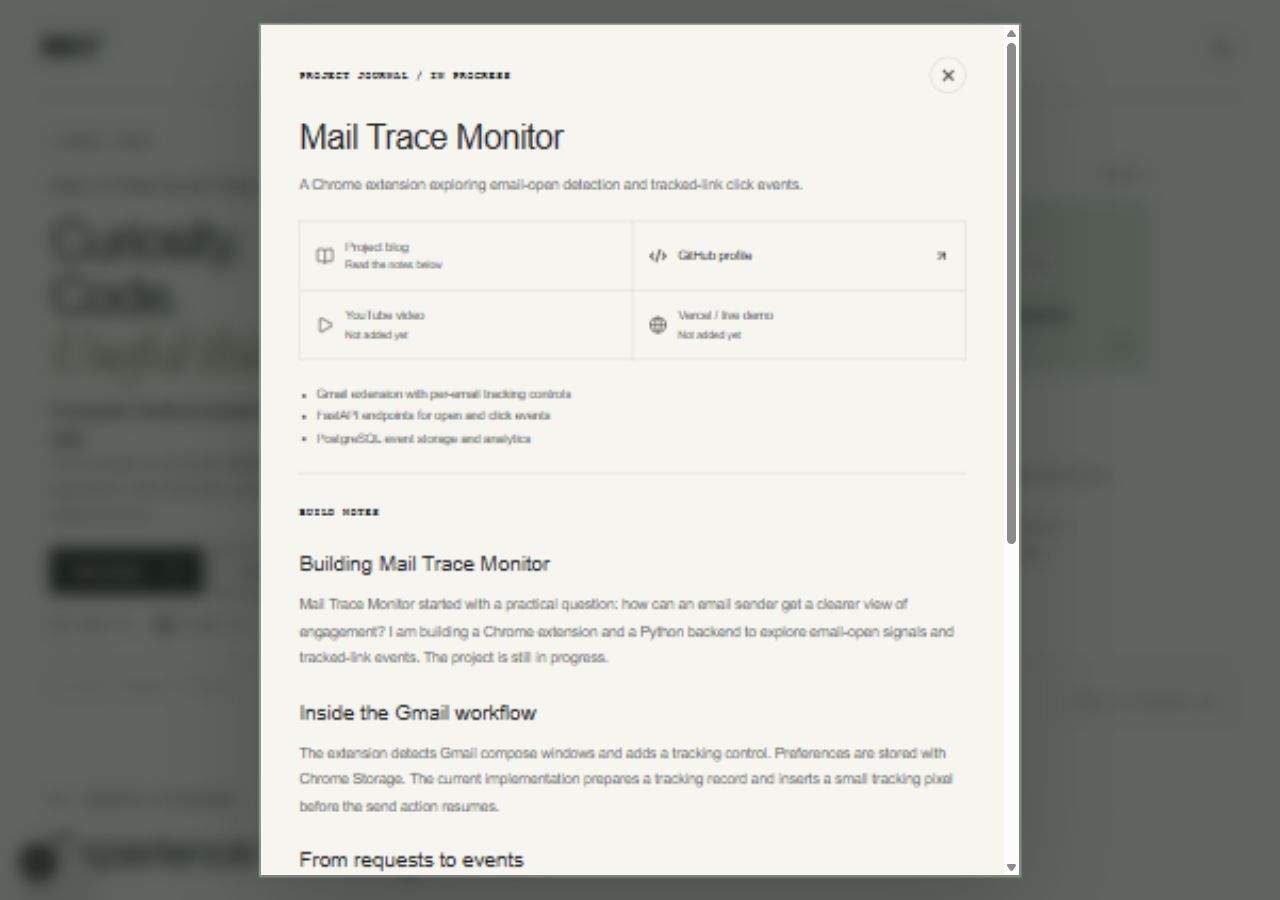 PROJECT JOURNAL / IN PROGRESS
Mail Trace Monitor
A Chrome extension exploring email-open detection and tracked-link click events.
Project blog
Read the notes below
GitHub profile
YouTube video
Not added yet
Vercel / live demo
Not added yet
Gmail extension with per-email tracking controls
FastAPI endpoints for open and click events
PostgreSQL event storage and analytics
BUILD NOTES
Building Mail Trace Monitor
Mail Trace Monitor started with a practical question: how can an email sender get a clearer view of
engagement? I am building a Chrome extension and a Python backend to explore email-open signals and
tracked-link events. The project is still in progress.
Inside the Gmail workflow
The extension detects Gmail compose windows and adds a tracking control. Preferences are stored with
Chrome Storage. The current implementation prepares a tracking record and inserts a small tracking pixel
before the send action resumes.
From requests to events
Curiosity.
Code.